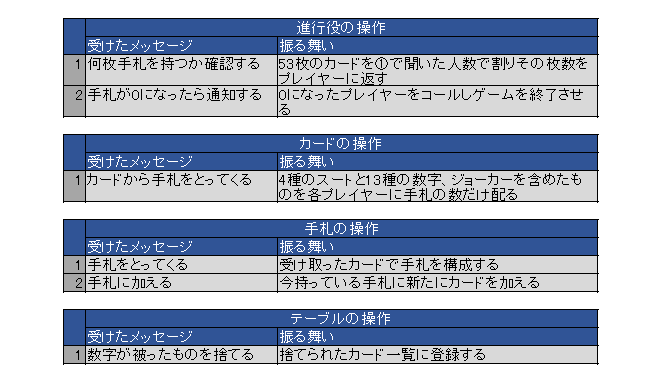 進行役の操作
受けたメッセージ 振る舞い
1 何枚手札を持つか確認する 53枚のカードを①で聞いた人数で割りその枚数を
プレイヤーに返す
2 手札が0になったら通知する 0になったプレイヤーをコールしゲームを終了させ
る
カードの操作
受けたメッセージ 振る舞い
1 カードから手札をとってくる 4種のスートと13種の数字、ジョーカーを含めたも
のを各プレイヤーに手札の数だけ配る
手札の操作
受けたメッセージ 振る舞い
1 手札をとってくる 受け取ったカードで手札を構成する
2 手札に加える 今持っている手札に新たにカードを加える
テーブルの操作
受けたメッセージ 振る舞い
1 数字が被ったものを捨てる 捨てられたカード一覧に登録する